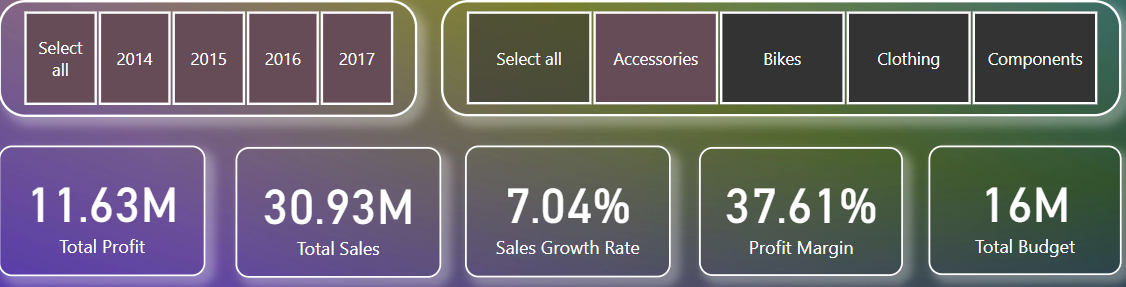 Select
all
2014
2015
2016
2017
Select all
Accessories
Bikes
Clothing
Components
11.63M
Total Profit
30.93M
Total Sales
7.04%
Sales Growth Rate
37.61%
Profit Margin
16M
Total Budget